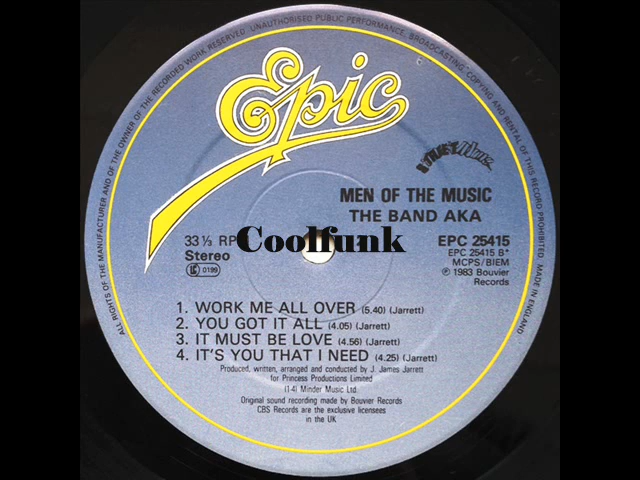 ALL RIGHTS OF THE MANUFACTURER AND OF THE OWNER OF THE RECORDED WORK RESERVED. UNAUTHORISED PUBLIC PERFORMANCE, BROADCASTING, COPYING AND RENTAL OF THIS RECORD PROHIBITED. MADE IN ENGLAND.
Epic
MEN OF THE MUSIC
THE BAND AKA
33⅓ RP
Coolfunk
EPC 25415
Stereo
EPC 25415 B*
MCPS/BIEM
LC 0199
℗ 1983 Bouvier
Records
1. WORK ME ALL OVER (5.40) (Jarrett)
2. YOU GOT IT ALL (4.05) (Jarrett)
3. IT MUST BE LOVE (4.56) (Jarrett)
4. IT'S YOU THAT I NEED (4.25) (Jarrett)
Produced, written, arranged and conducted by J. James Jarrett
for Princess Productions Limited
(1-4) Minder Music Ltd.
Original sound recording made by Bouvier Records
CBS Records are the exclusive licensees
in the UK